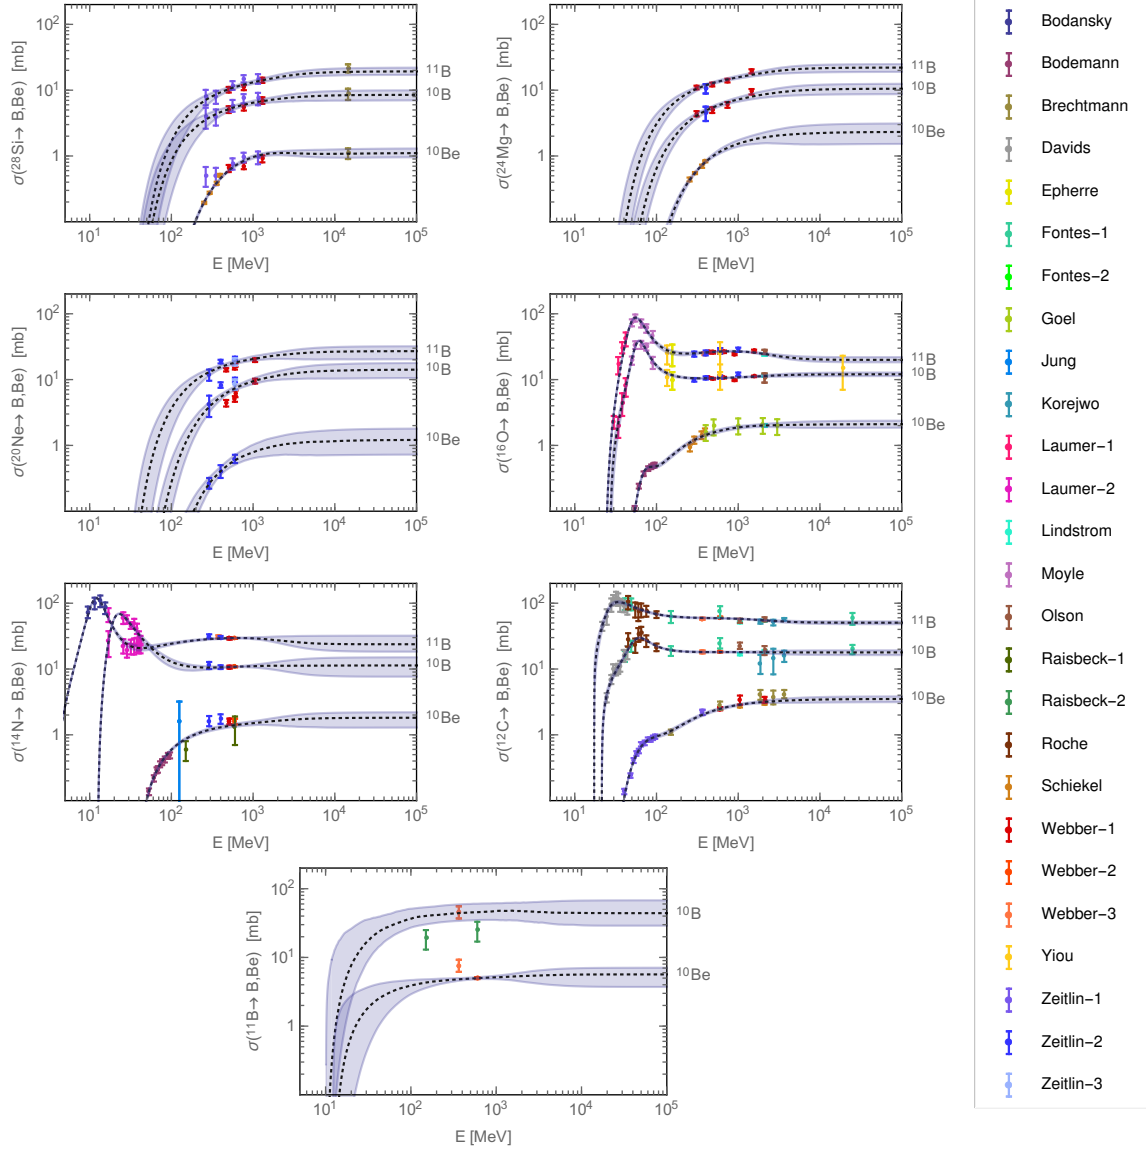 σ(²⁸Si→ B,Be) [mb]
10²
10
1
¹¹B
¹⁰B
¹⁰Be
10¹ 10² 10³ 10⁴ 10⁵
E [MeV]
σ(²⁴Mg→ B,Be) [mb]
10²
10
1
¹¹B
¹⁰B
¹⁰Be
10¹ 10² 10³ 10⁴ 10⁵
E [MeV]
σ(²⁰Ne→ B,Be) [mb]
10²
10
1
¹¹B
¹⁰B
¹⁰Be
10¹ 10² 10³ 10⁴ 10⁵
E [MeV]
σ(¹⁶O→ B,Be) [mb]
10²
10
1
¹¹B
¹⁰B
¹⁰Be
10¹ 10² 10³ 10⁴ 10⁵
E [MeV]
σ(¹⁴N→ B,Be) [mb]
10²
10
1
¹¹B
¹⁰B
¹⁰Be
10¹ 10² 10³ 10⁴ 10⁵
E [MeV]
σ(¹²C→ B,Be) [mb]
10²
10
1
¹¹B
¹⁰B
¹⁰Be
10¹ 10² 10³ 10⁴ 10⁵
E [MeV]
σ(¹¹B→ B,Be) [mb]
10²
10
1
¹⁰B
¹⁰Be
10¹ 10² 10³ 10⁴ 10⁵
E [MeV]
Bodansky
Bodemann
Brechtmann
Davids
Epherre
Fontes−1
Fontes−2
Goel
Jung
Korejwo
Laumer−1
Laumer−2
Lindstrom
Moyle
Olson
Raisbeck−1
Raisbeck−2
Roche
Schiekel
Webber−1
Webber−2
Webber−3
Yiou
Zeitlin−1
Zeitlin−2
Zeitlin−3